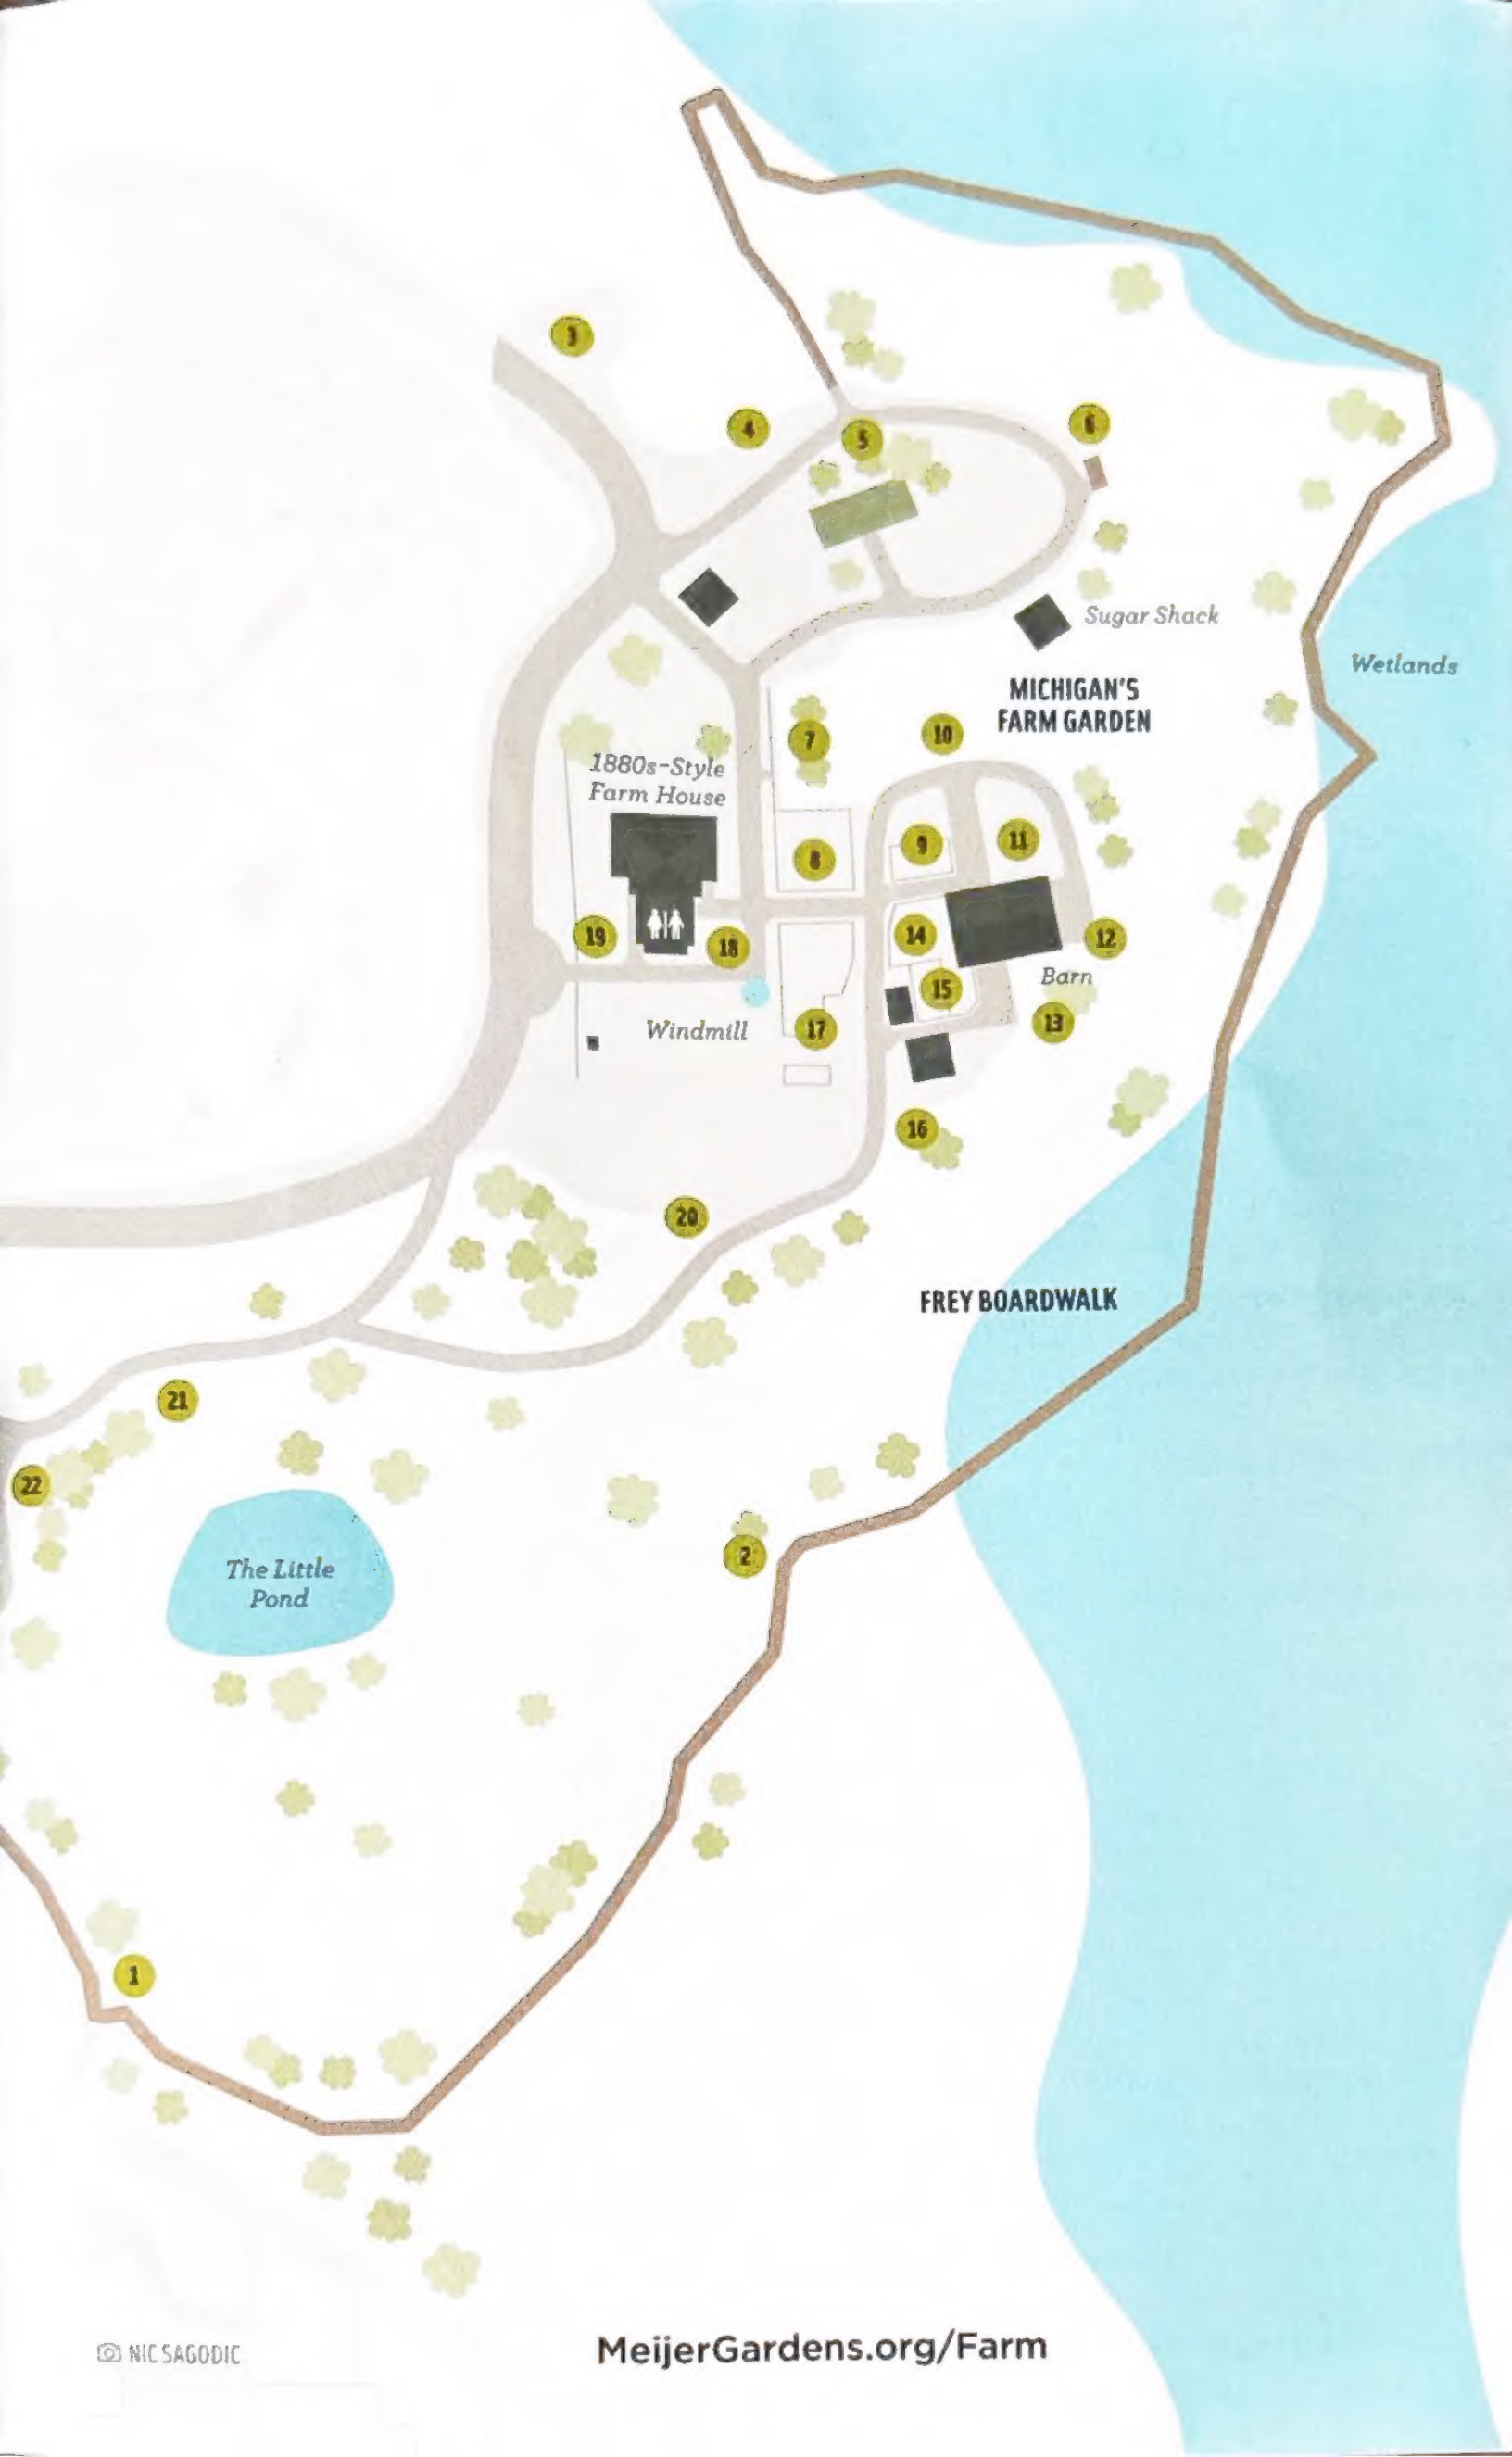 3
4
5
6
Sugar Shack
Wetlands
MICHIGAN'S
FARM GARDEN
7
10
1880s-Style
Farm House
8
9
11
19
18
14
12
Barn
15
Windmill
17
13
16
20
FREY BOARDWALK
21
22
2
The Little
Pond
1
NIC SAGODIC
MeijerGardens.org/Farm